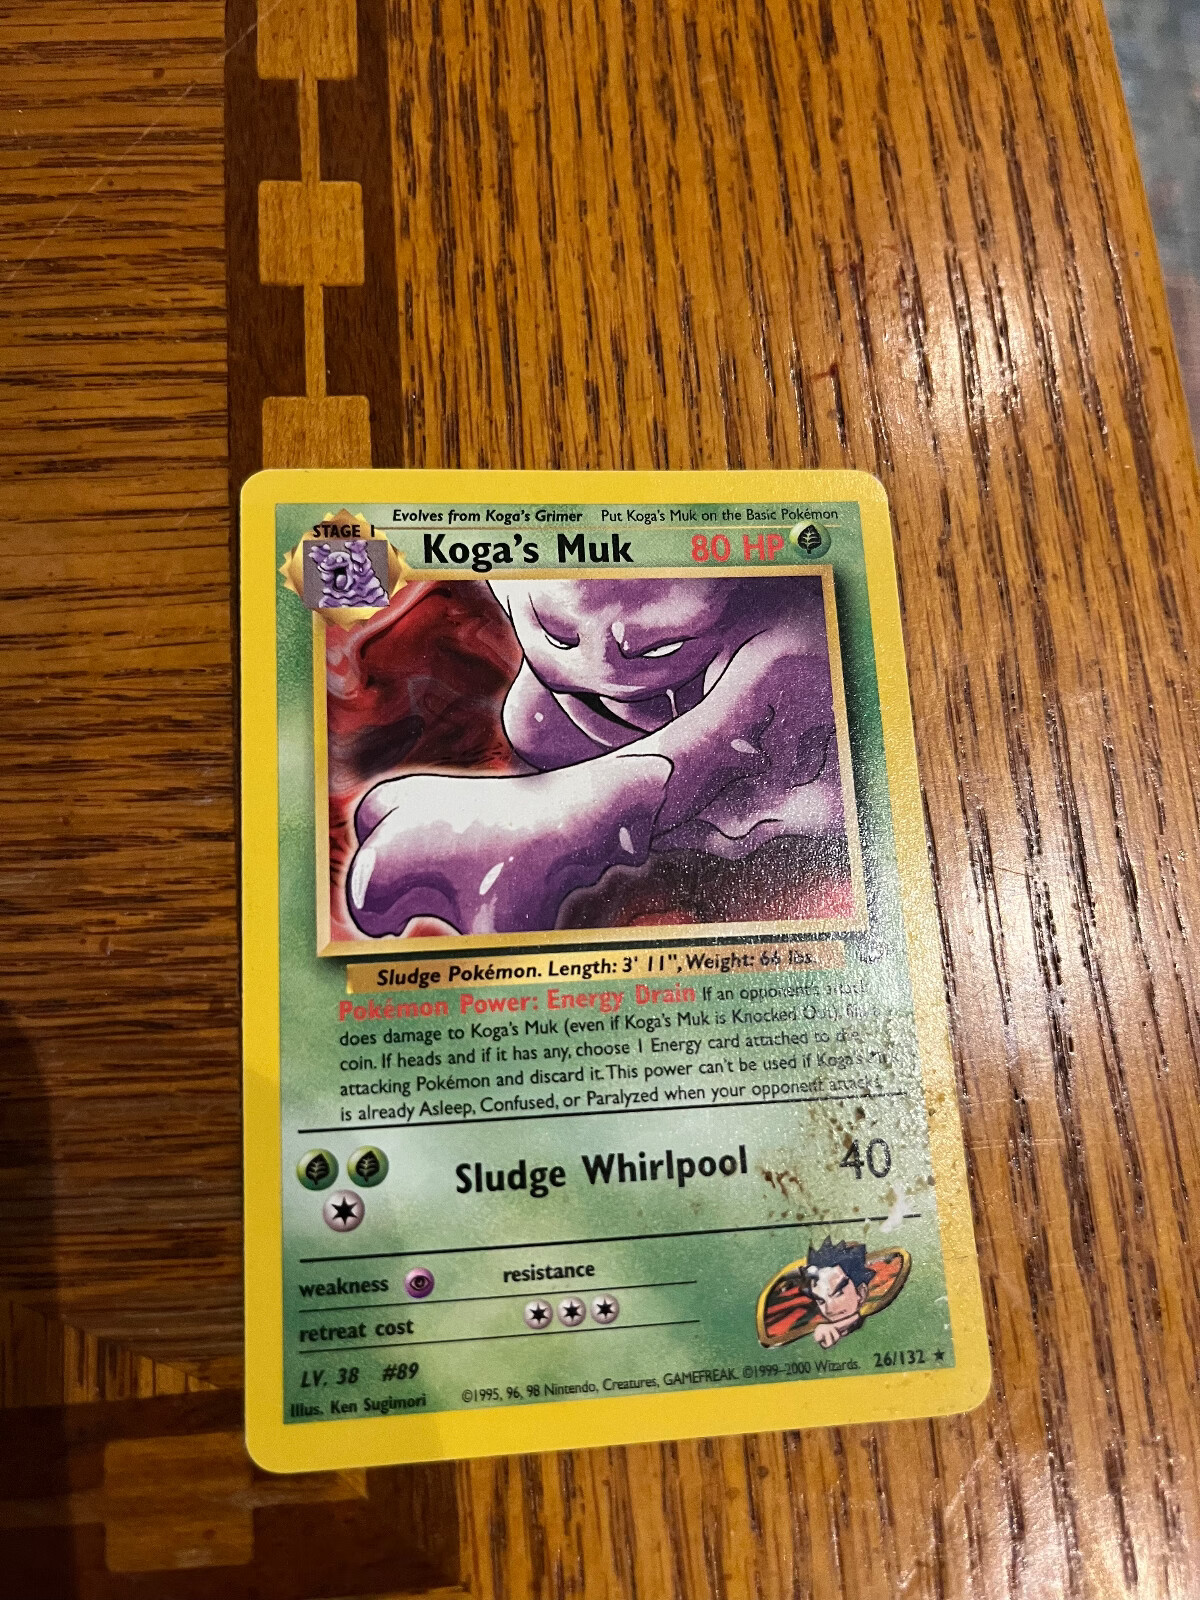 Evolves from Koga's Grimer Put Koga's Muk on the Basic Pokémon
STAGE 1
Koga's Muk 80 HP
Sludge Pokémon. Length: 3' 11", Weight: 66 lbs.
Pokémon Power: Energy Drain If an opponent's attack
does damage to Koga's Muk (even if Koga's Muk is Knocked Out), flip a
coin. If heads and if it has any, choose 1 Energy card attached to the
attacking Pokémon and discard it. This power can't be used if Koga's Muk
is already Asleep, Confused, or Paralyzed when your opponent attacks.
Sludge Whirlpool 40
weakness
resistance
retreat cost
LV. 38 #89
Illus. Ken Sugimori
©1995, 96, 98 Nintendo, Creatures, GAMEFREAK. ©1999-2000 Wizards. 26/132 ★